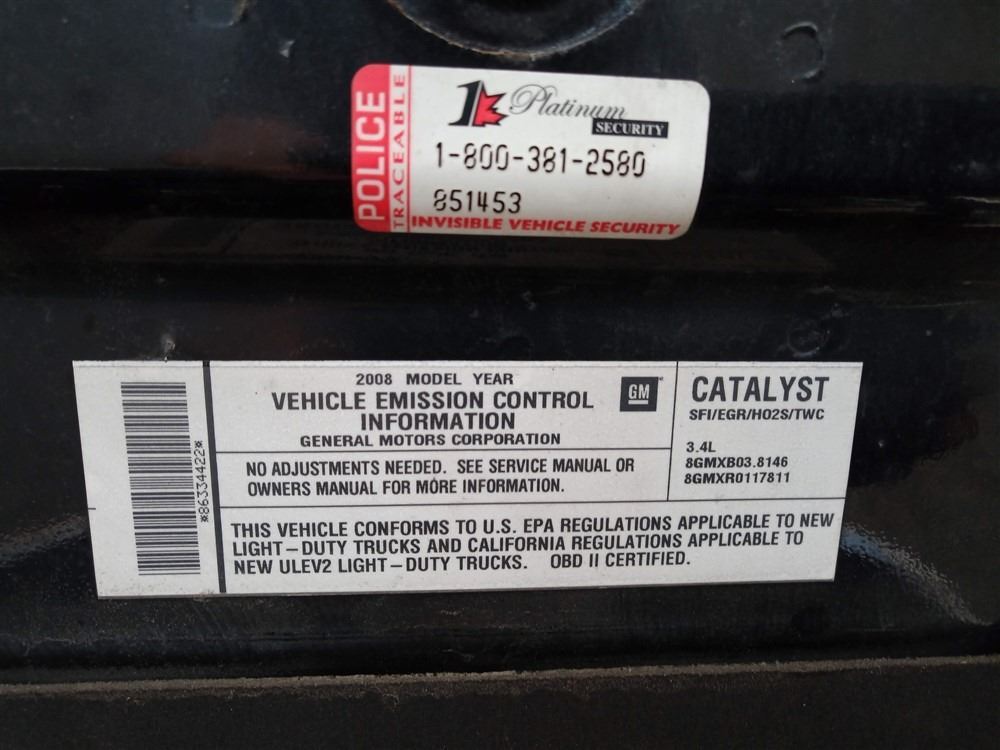 POLICE
TRACEABLE
1
Platinum
SECURITY
1-800-381-2580
851453
INVISIBLE VEHICLE SECURITY
*86334422*
2008 MODEL YEAR
VEHICLE EMISSION CONTROL
INFORMATION
GENERAL MOTORS CORPORATION
GM
NO ADJUSTMENTS NEEDED. SEE SERVICE MANUAL OR
OWNERS MANUAL FOR MORE INFORMATION.
CATALYST
SFI/EGR/HO2S/TWC
3.4L
8GMXB03.8146
8GMXR0117811
THIS VEHICLE CONFORMS TO U.S. EPA REGULATIONS APPLICABLE TO NEW
LIGHT-DUTY TRUCKS AND CALIFORNIA REGULATIONS APPLICABLE TO
NEW ULEV2 LIGHT-DUTY TRUCKS. OBD II CERTIFIED.